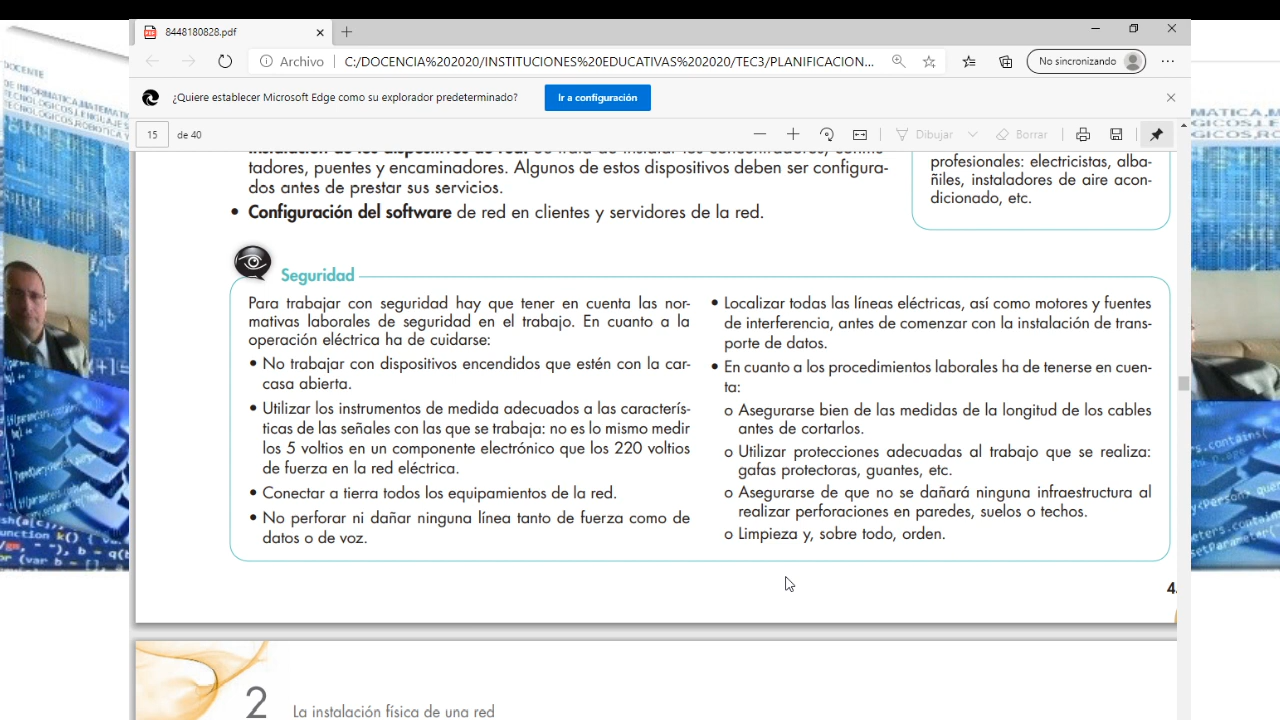 8448180828.pdf
Archivo
C:/DOCENCIA%202020/INSTITUCIONES%20EDUCATIVAS%202020/TEC3/PLANIFICACION...
No sincronizando
¿Quiere establecer Microsoft Edge como su explorador predeterminado?
Ir a configuración
15 de 40
Dibujar
Borrar
tadores, puentes y encaminadores. Algunos de estos dispositivos deben ser configura-
dos antes de prestar sus servicios.
• Configuración del software de red en clientes y servidores de la red.
profesionales: electricistas, alba-
ñiles, instaladores de aire acon-
dicionado, etc.
Seguridad
Para trabajar con seguridad hay que tener en cuenta las nor-
mativas laborales de seguridad en el trabajo. En cuanto a la
operación eléctrica ha de cuidarse:
• No trabajar con dispositivos encendidos que estén con la car-
casa abierta.
• Utilizar los instrumentos de medida adecuados a las caracterís-
ticas de las señales con las que se trabaja: no es lo mismo medir
los 5 voltios en un componente electrónico que los 220 voltios
de fuerza en la red eléctrica.
• Conectar a tierra todos los equipamientos de la red.
• No perforar ni dañar ninguna línea tanto de fuerza como de
datos o de voz.
• Localizar todas las líneas eléctricas, así como motores y fuentes
de interferencia, antes de comenzar con la instalación de trans-
porte de datos.
• En cuanto a los procedimientos laborales ha de tenerse en cuen-
ta:
o Asegurarse bien de las medidas de la longitud de los cables
antes de cortarlos.
o Utilizar protecciones adecuadas al trabajo que se realiza:
gafas protectoras, guantes, etc.
o Asegurarse de que no se dañará ninguna infraestructura al
realizar perforaciones en paredes, suelos o techos.
o Limpieza y, sobre todo, orden.
2
La instalación física de una red